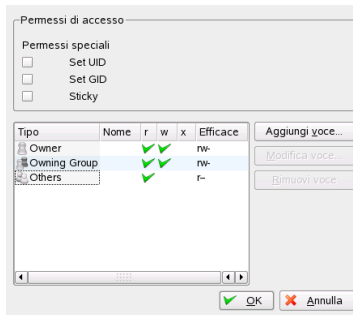 Permessi di accesso
Permessi speciali
Set UID
Set GID
Sticky
Tipo Nome r w x Efficace
Owner rw-
Owning Group rw-
Others r--
Aggiungi voce...
Modifica voce...
Rimuovi voce
OK Annulla